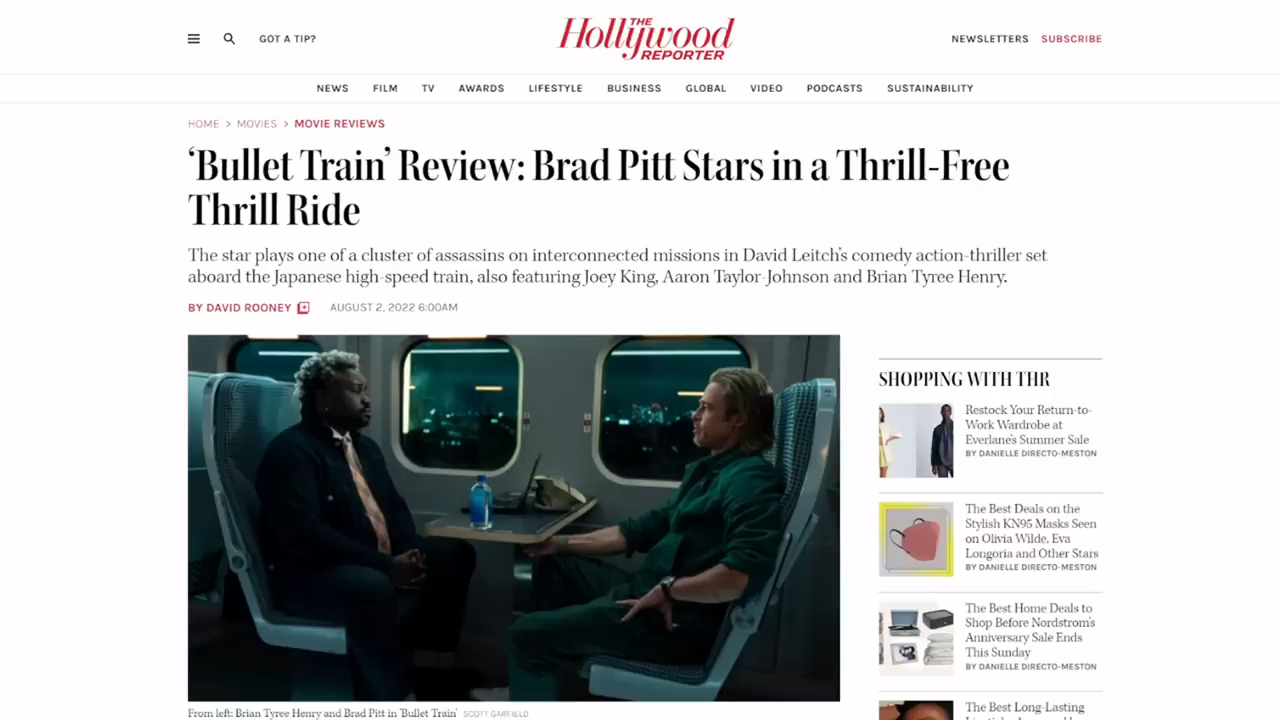 GOT A TIP?
THE
Hollywood
REPORTER
NEWSLETTERS SUBSCRIBE
NEWS FILM TV AWARDS LIFESTYLE BUSINESS GLOBAL VIDEO PODCASTS SUSTAINABILITY
HOME > MOVIES > MOVIE REVIEWS
‘Bullet Train’ Review: Brad Pitt Stars in a Thrill-Free
Thrill Ride
The star plays one of a cluster of assassins on interconnected missions in David Leitch's comedy action-thriller set
aboard the Japanese high-speed train, also featuring Joey King, Aaron Taylor-Johnson and Brian Tyree Henry.
BY DAVID ROONEY AUGUST 2, 2022 6:00AM
From left: Brian Tyree Henry and Brad Pitt in 'Bullet Train' SCOTT GARFIELD
SHOPPING WITH THR
Restock Your Return-to-
Work Wardrobe at
Everlane's Summer Sale
BY DANIELLE DIRECTO-MESTON
The Best Deals on the
Stylish KN95 Masks Seen
on Olivia Wilde, Eva
Longoria and Other Stars
BY DANIELLE DIRECTO-MESTON
The Best Home Deals to
Shop Before Nordstrom's
Anniversary Sale Ends
This Sunday
BY DANIELLE DIRECTO-MESTON
The Best Long-Lasting